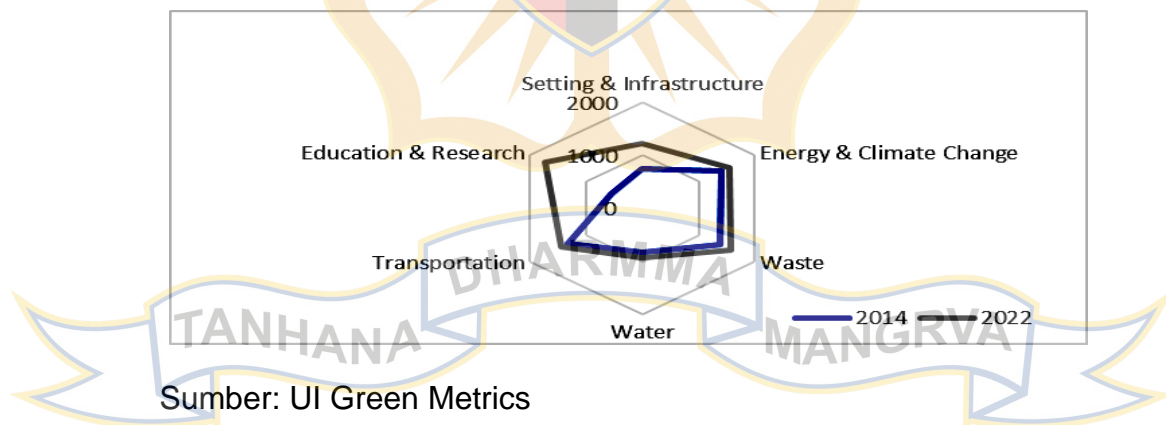 Setting & Infrastructure
2000
Education & Research
1000
Energy & Climate Change
0
Transportation
Waste
Water
2014
2022
TANHANA DHARMMA MANGRVA
Sumber: UI Green Metrics